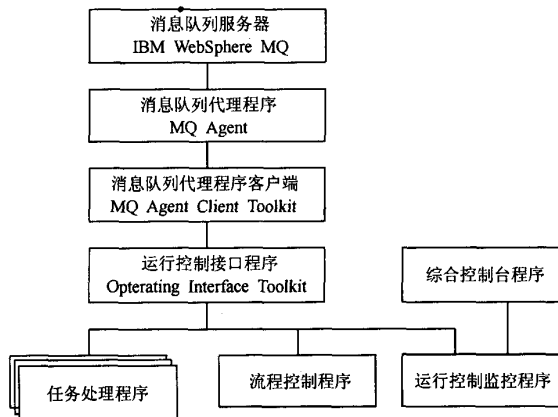 消息队列服务器
IBM WebSphere MQ
消息队列代理程序
MQ Agent
消息队列代理程序客户端
MQ Agent Client Toolkit
运行控制接口程序
Opterating Interface Toolkit
综合控制台程序
任务处理程序
流程控制程序
运行控制监控程序